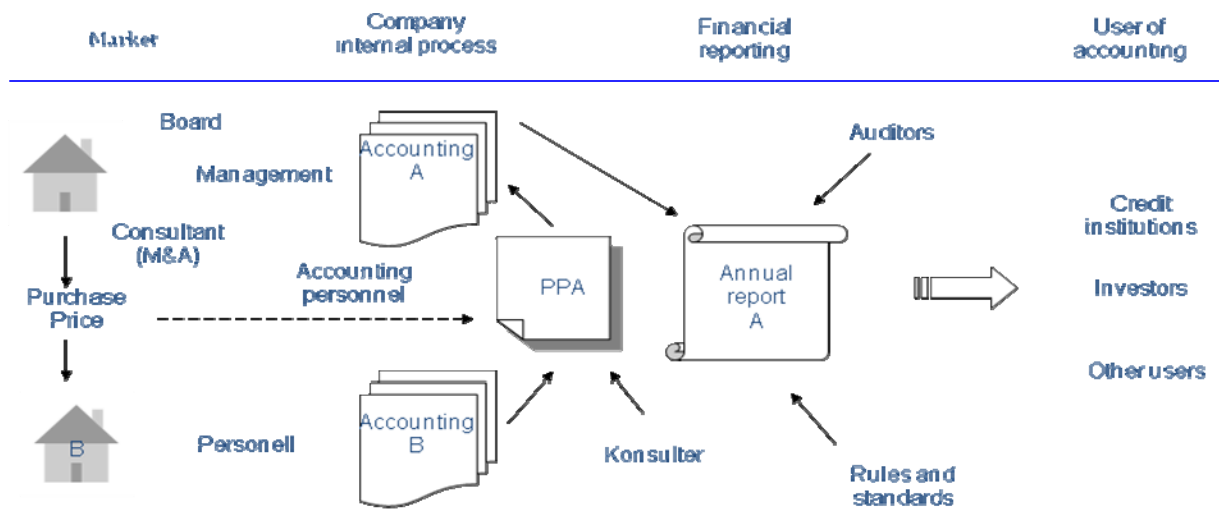 Market
Company
internal process
Financial
reporting
User of
accounting
Board
Management
Consultant
(M&A)
Purchase
Price
B
Accounting
A
Accounting
personnel
PPA
Personell
Accounting
B
Konsulter
Auditors
Annual
report
A
Rules and
standards
Credit
institutions
Investors
Other users